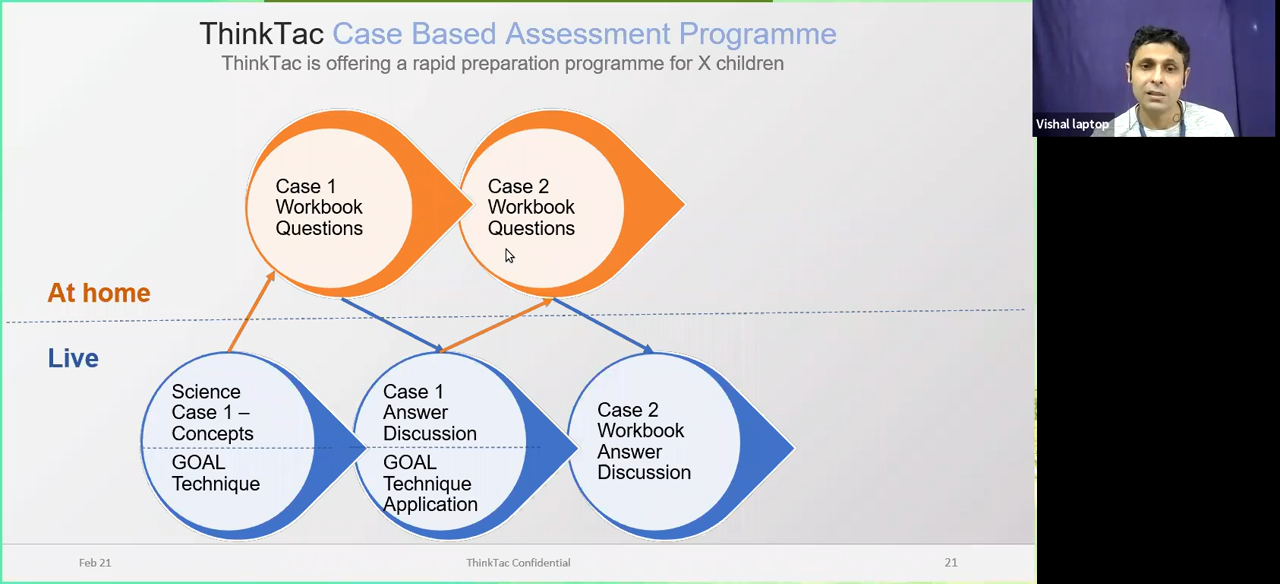 ThinkTac Case Based Assessment Programme
ThinkTac is offering a rapid preparation programme for X children
Vishal laptop
Case 1
Workbook
Questions
Case 2
Workbook
Questions
At home
Live
Science
Case 1 –
Concepts
GOAL
Technique
Case 1
Answer
Discussion
GOAL
Technique
Application
Case 2
Workbook
Answer
Discussion
Feb 21
ThinkTac Confidential
21